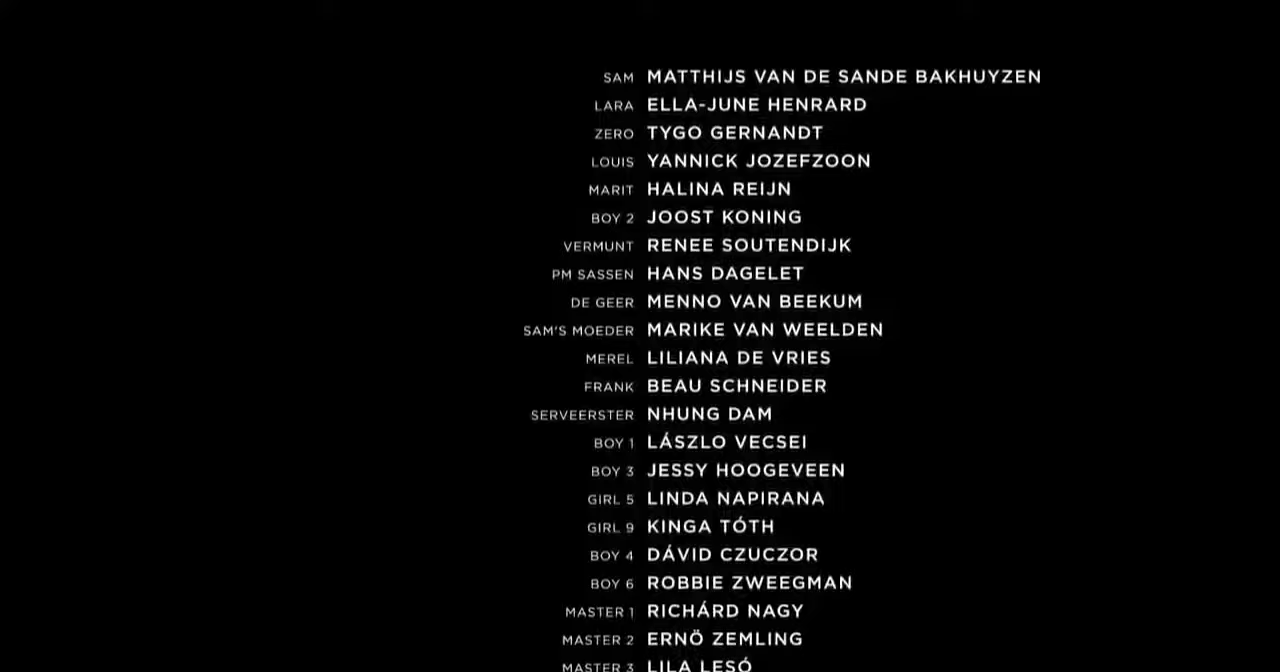 SAM MATTHIJS VAN DE SANDE BAKHUYZEN
LARA ELLA-JUNE HENRARD
ZERO TYGO GERNANDT
LOUIS YANNICK JOZEFZOON
MARIT HALINA REIJN
BOY 2 JOOST KONING
VERMUNT RENEE SOUTENDIJK
PM SASSEN HANS DAGELET
DE GEER MENNO VAN BEEKUM
SAM'S MOEDER MARIKE VAN WEELDEN
MEREL LILIANA DE VRIES
FRANK BEAU SCHNEIDER
SERVEERSTER NHUNG DAM
BOY 1 LÁSZLO VECSEI
BOY 3 JESSY HOOGEVEEN
GIRL 5 LINDA NAPIRANA
GIRL 9 KINGA TÓTH
BOY 4 DÁVID CZUCZOR
BOY 6 ROBBIE ZWEEGMAN
MASTER 1 RICHÁRD NAGY
MASTER 2 ERNÖ ZEMLING
MASTER 3 LILA LESÓ